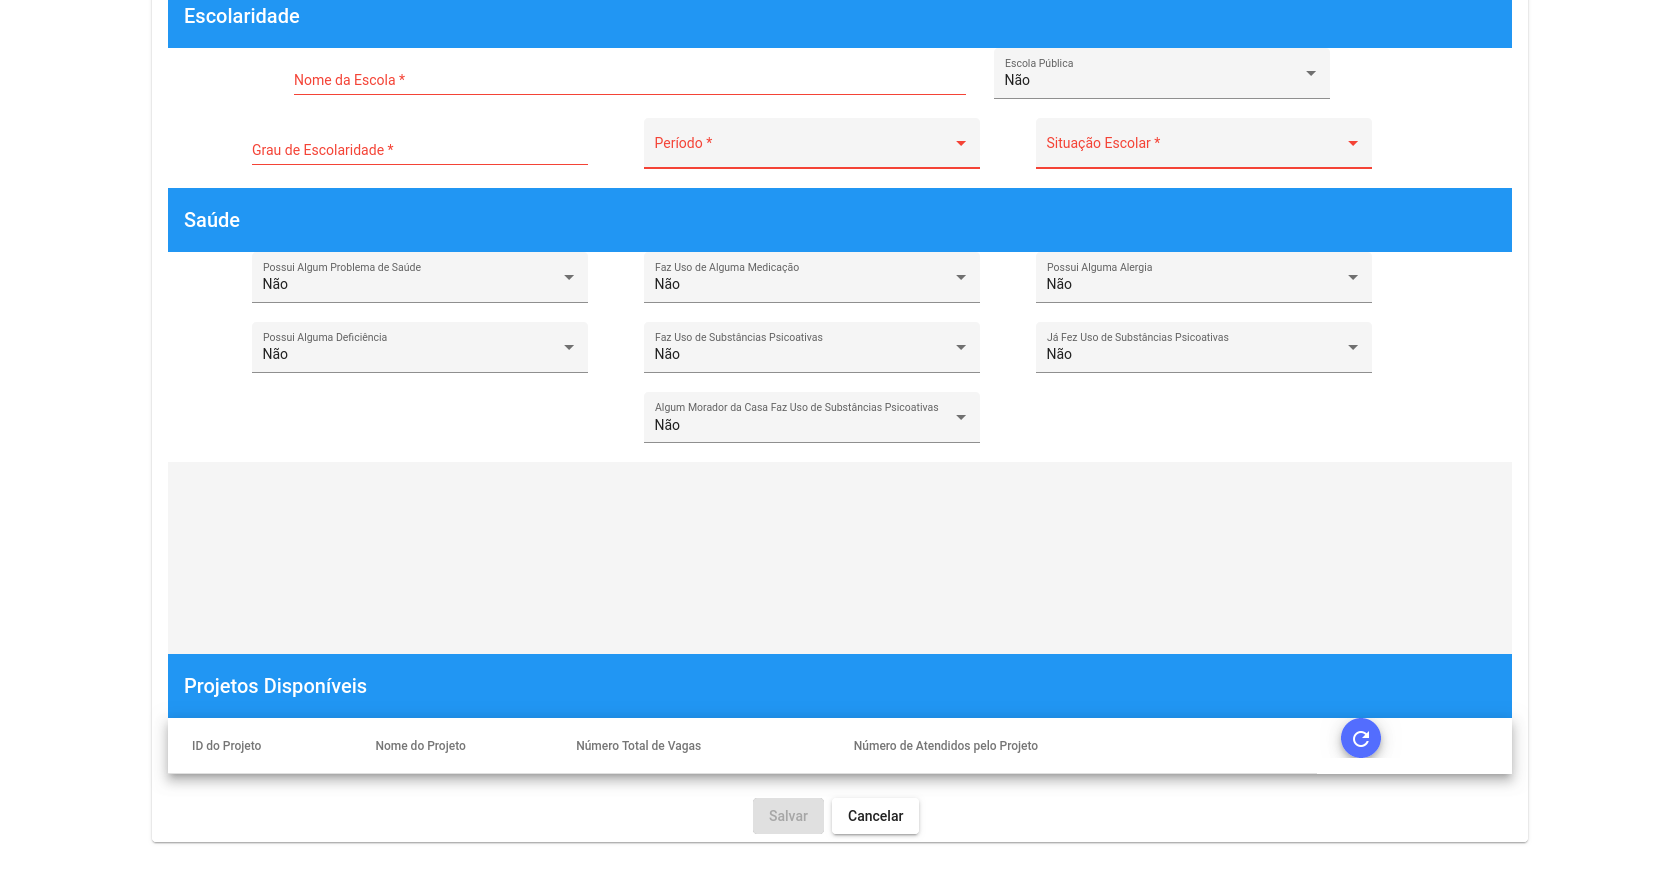 Escolaridade
Nome da Escola *
Escola Pública
Não
Grau de Escolaridade *
Período *
Situação Escolar *
Saúde
Possui Algum Problema de Saúde
Não
Faz Uso de Alguma Medicação
Não
Possui Alguma Alergia
Não
Possui Alguma Deficiência
Não
Faz Uso de Substâncias Psicoativas
Não
Já Fez Uso de Substâncias Psicoativas
Não
Algum Morador da Casa Faz Uso de Substâncias Psicoativas
Não
Projetos Disponíveis
ID do Projeto Nome do Projeto Número Total de Vagas Número de Atendidos pelo Projeto
Salvar Cancelar